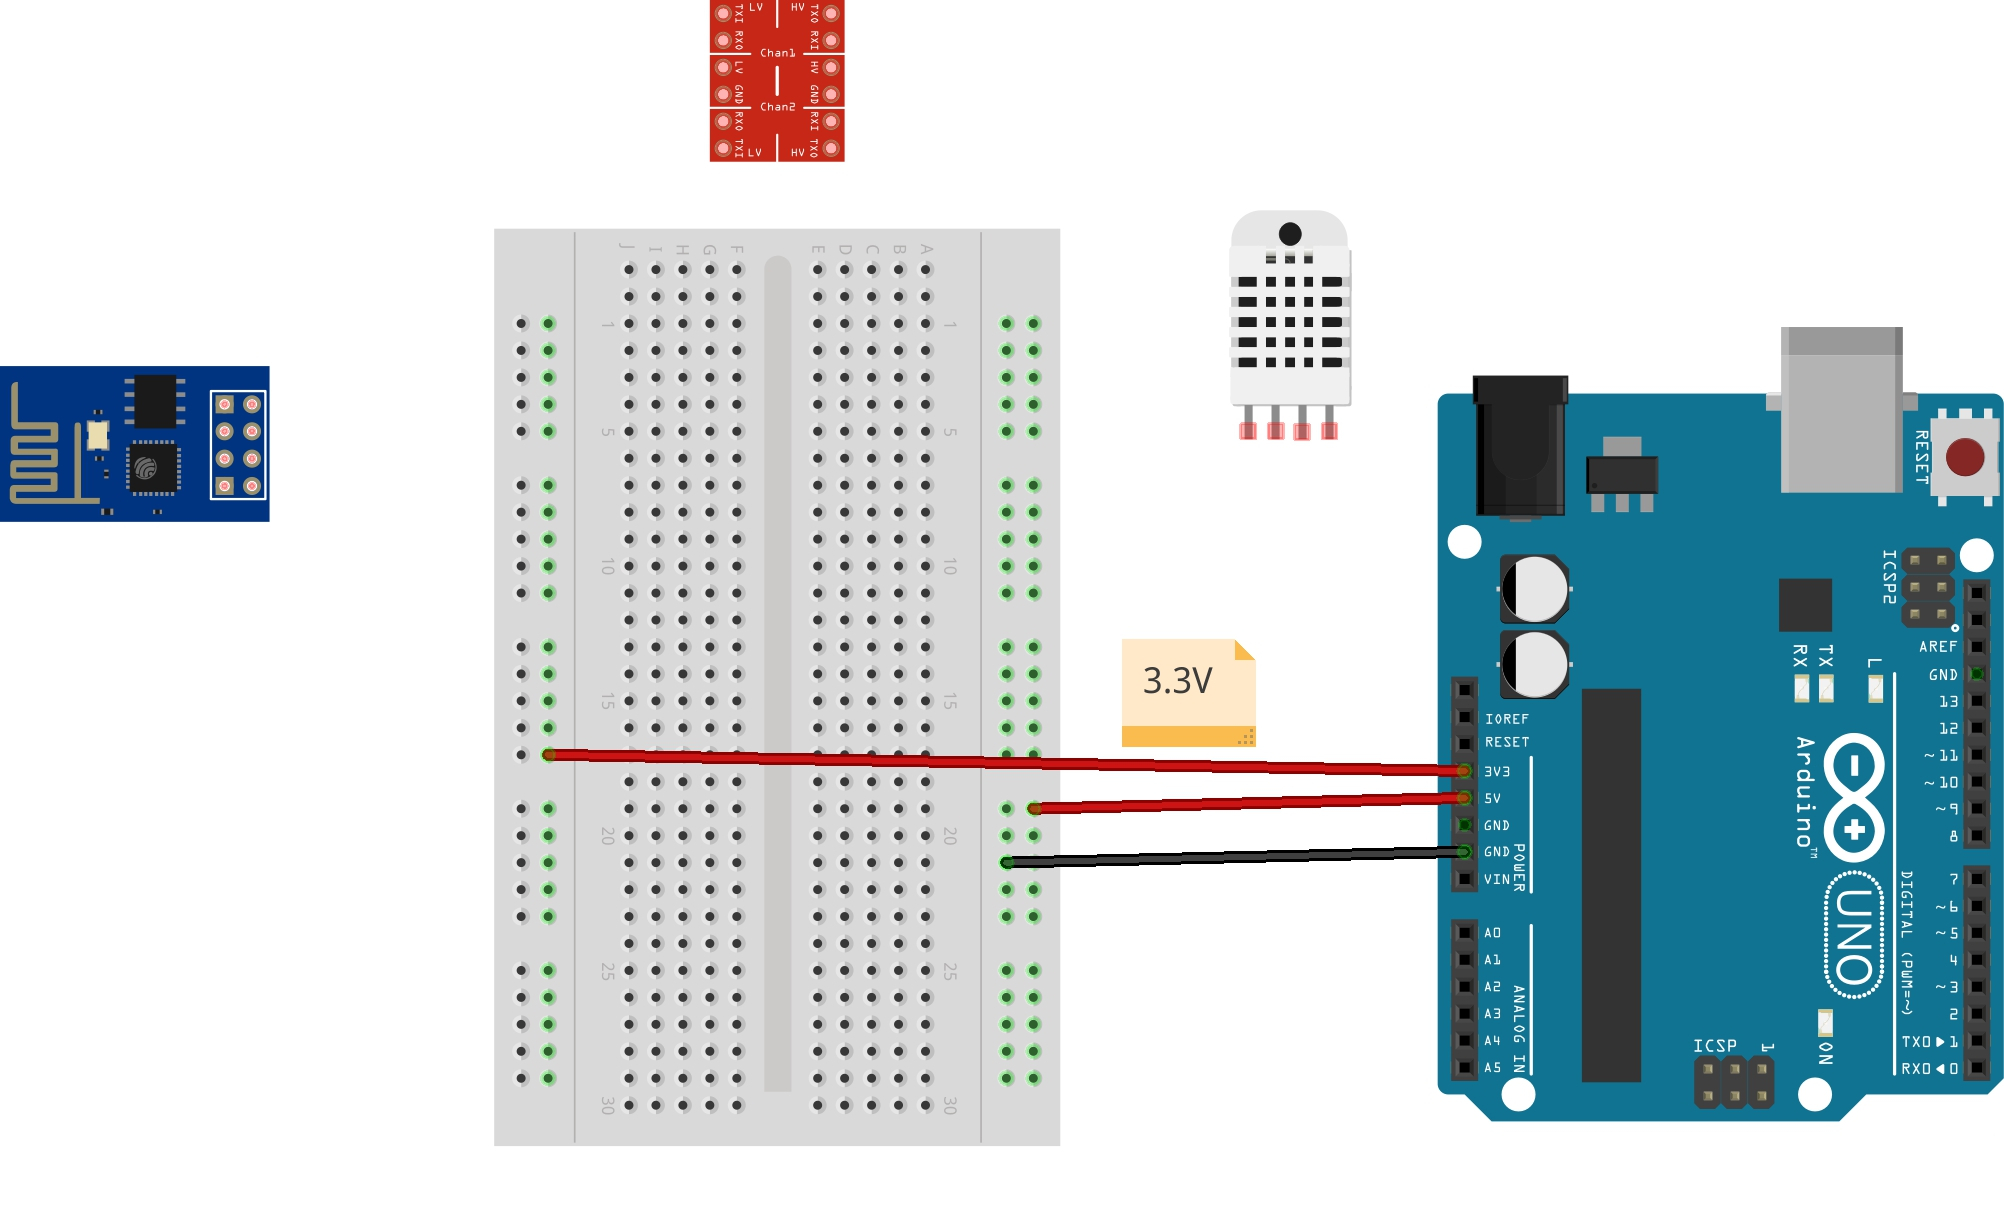 TXI LV HV TXO
RXO RXI
Chan1
LV HV
GND GND
Chan2
RXO RXI
TXI LV HV TXO
J I H G F E D C B A
1 1
5 5
10 10
15 15
20 20
25 25
30 30
3.3V
RESET
ICSP2
AREF
GND
RX TX L
13
12
~11
~10
~9
8
IOREF
RESET
3V3
5V
GND
GND
VIN
POWER
Arduino™
UNO
7
~6
~5
4
~3
2
TX0▶1
RX0◀0
DIGITAL (PWM=~)
A0
A1
A2
A3
A4
A5
ANALOG IN
ON
ICSP 1